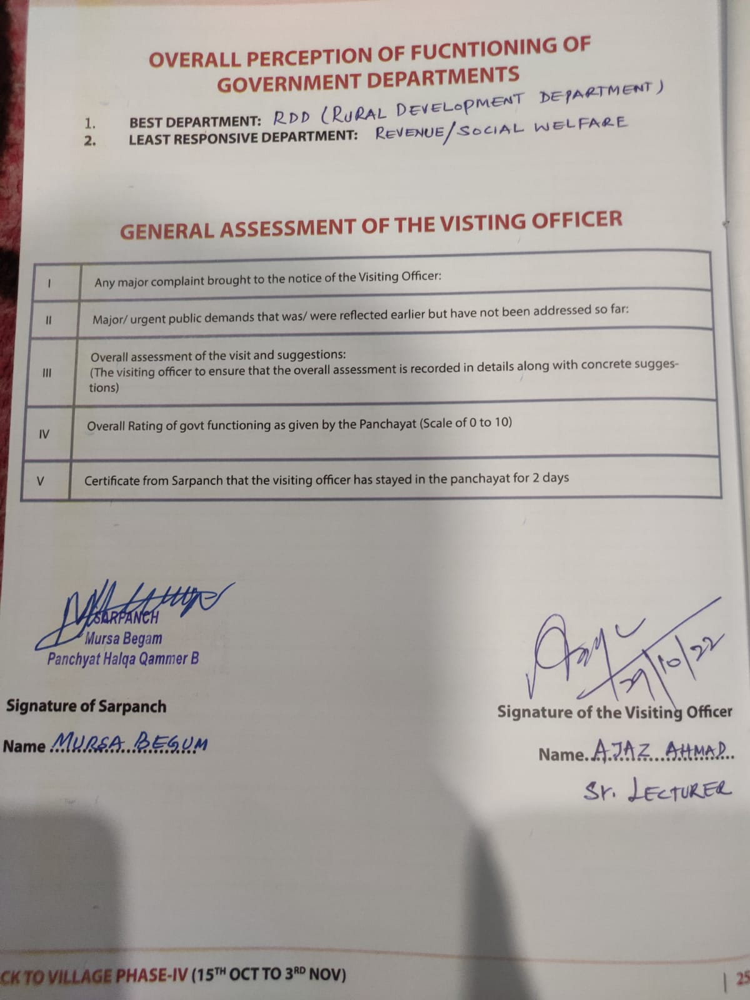 OVERALL PERCEPTION OF FUCNTIONING OF
GOVERNMENT DEPARTMENTS
1. BEST DEPARTMENT: RDD (RURAL DEVELOPMENT DEPARTMENT)
2. LEAST RESPONSIVE DEPARTMENT: REVENUE/SOCIAL WELFARE
GENERAL ASSESSMENT OF THE VISTING OFFICER
I Any major complaint brought to the notice of the Visiting Officer:
II Major/ urgent public demands that was/ were reflected earlier but have not been addressed so far:
III Overall assessment of the visit and suggestions:
(The visiting officer to ensure that the overall assessment is recorded in details along with concrete sugges-
tions)
IV Overall Rating of govt functioning as given by the Panchayat (Scale of 0 to 10)
V Certificate from Sarpanch that the visiting officer has stayed in the panchayat for 2 days
SARPANCH
Mursa Begam
Panchyat Halqa Qammer B
Signature of Sarpanch
Name MURSA BEGUM
29/10/22
Signature of the Visiting Officer
Name. AJAZ AHMAD
Sr. LECTURER
CK TO VILLAGE PHASE-IV (15TH OCT TO 3RD NOV)
| 25